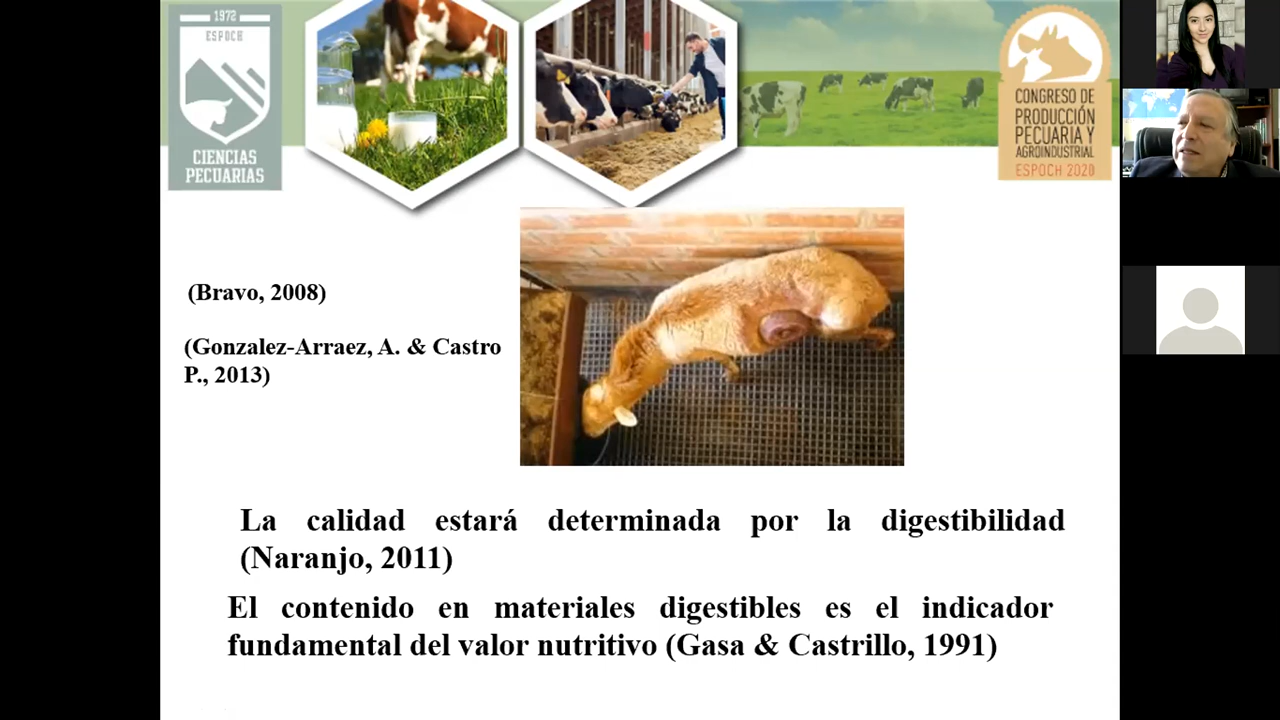 1972
ESPOCH
CIENCIAS
PECUARIAS
CONGRESO DE
PRODUCCIÓN
PECUARIA Y
AGROINDUSTRIAL
ESPOCH 2020
(Bravo, 2008)
(Gonzalez-Arraez, A. & Castro
P., 2013)
La calidad estará determinada por la digestibilidad
(Naranjo, 2011)
El contenido en materiales digestibles es el indicador
fundamental del valor nutritivo (Gasa & Castrillo, 1991)